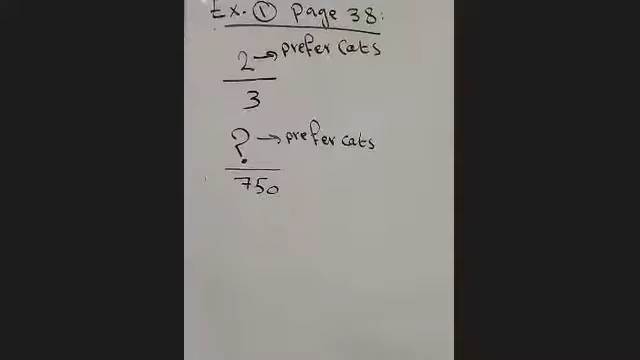 Ex. ① page 38:
2 → prefer cats
3
? → prefer cats
750